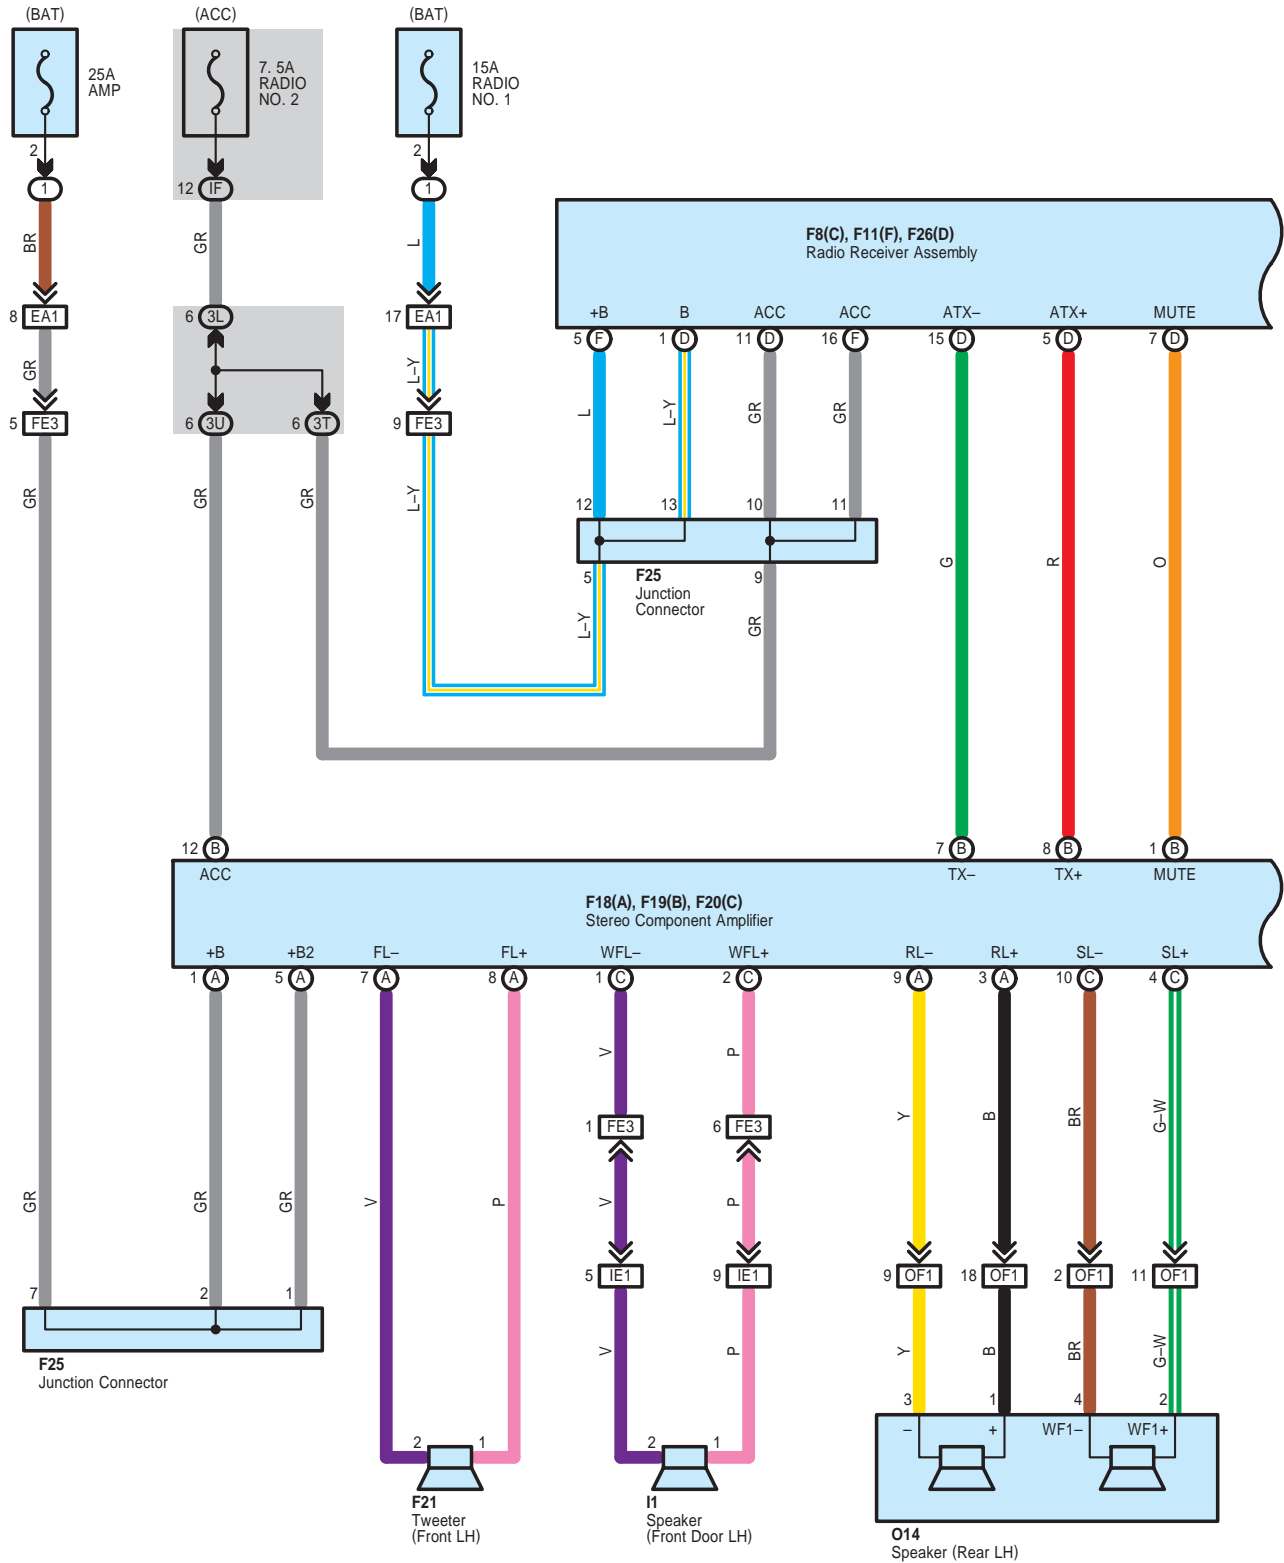 (BAT) (ACC) (BAT)
25A
AMP
7. 5A
RADIO
NO. 2
15A
RADIO
NO. 1
2 2
1 12 IF 1
BR GR L
F8(C), F11(F), F26(D)
Radio Receiver Assembly
+B B ACC ACC ATX– ATX+ MUTE
5 F 1 D 11 D 16 F 15 D 5 D 7 D
8 EA1 6 3L 17 EA1
GR L–Y
5 FE3 6 3U 6 3T 9 FE3
L L–Y GR GR
GR GR GR L–Y
12 13 10 11
5 9
F25
Junction
Connector
L–Y GR
G R O
12 B 7 B 8 B 1 B
ACC TX– TX+ MUTE
F18(A), F19(B), F20(C)
Stereo Component Amplifier
+B +B2 FL– FL+ WFL– WFL+ RL– RL+ SL– SL+
1 A 5 A 7 A 8 A 1 C 2 C 9 A 3 A 10 C 4 C
V P
Y B BR G–W
1 FE3 6 FE3
GR GR GR V P V P
5 IE1 9 IE1 9 OF1 18 OF1 2 OF1 11 OF1
7 2 1
V P Y B BR G–W
F25
Junction Connector
3 1 4 2
– + WF1– WF1+
2 1 2 1
F21
Tweeter
(Front LH)
I1
Speaker
(Front Door LH)
O14
Speaker (Rear LH)